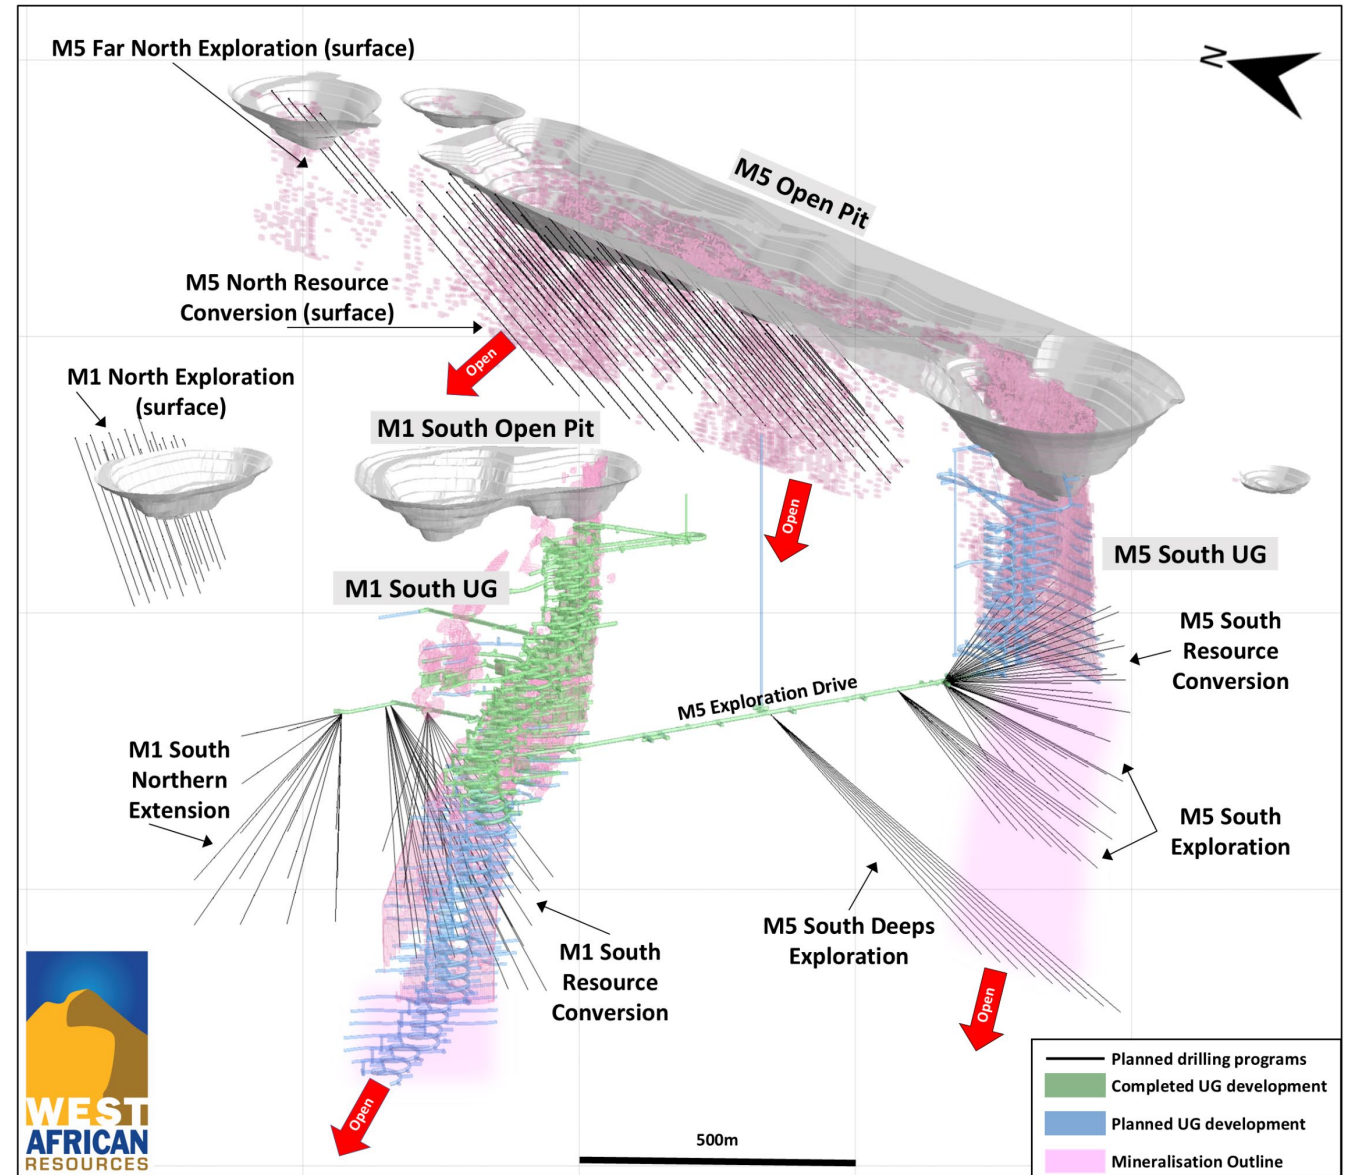 M5 Far North Exploration (surface)
N
M5 Open Pit
M5 North Resource
Conversion (surface)
Open
M1 North Exploration
(surface)
M1 South Open Pit
Open
M1 South UG
M5 South UG
M5 South
Resource
Conversion
M5 Exploration Drive
M1 South
Northern
Extension
M5 South
Exploration
M5 South Deeps
Exploration
M1 South
Resource
Conversion
Open
Open
WEST
AFRICAN
RESOURCES
500m
Planned drilling programs
Completed UG development
Planned UG development
Mineralisation Outline